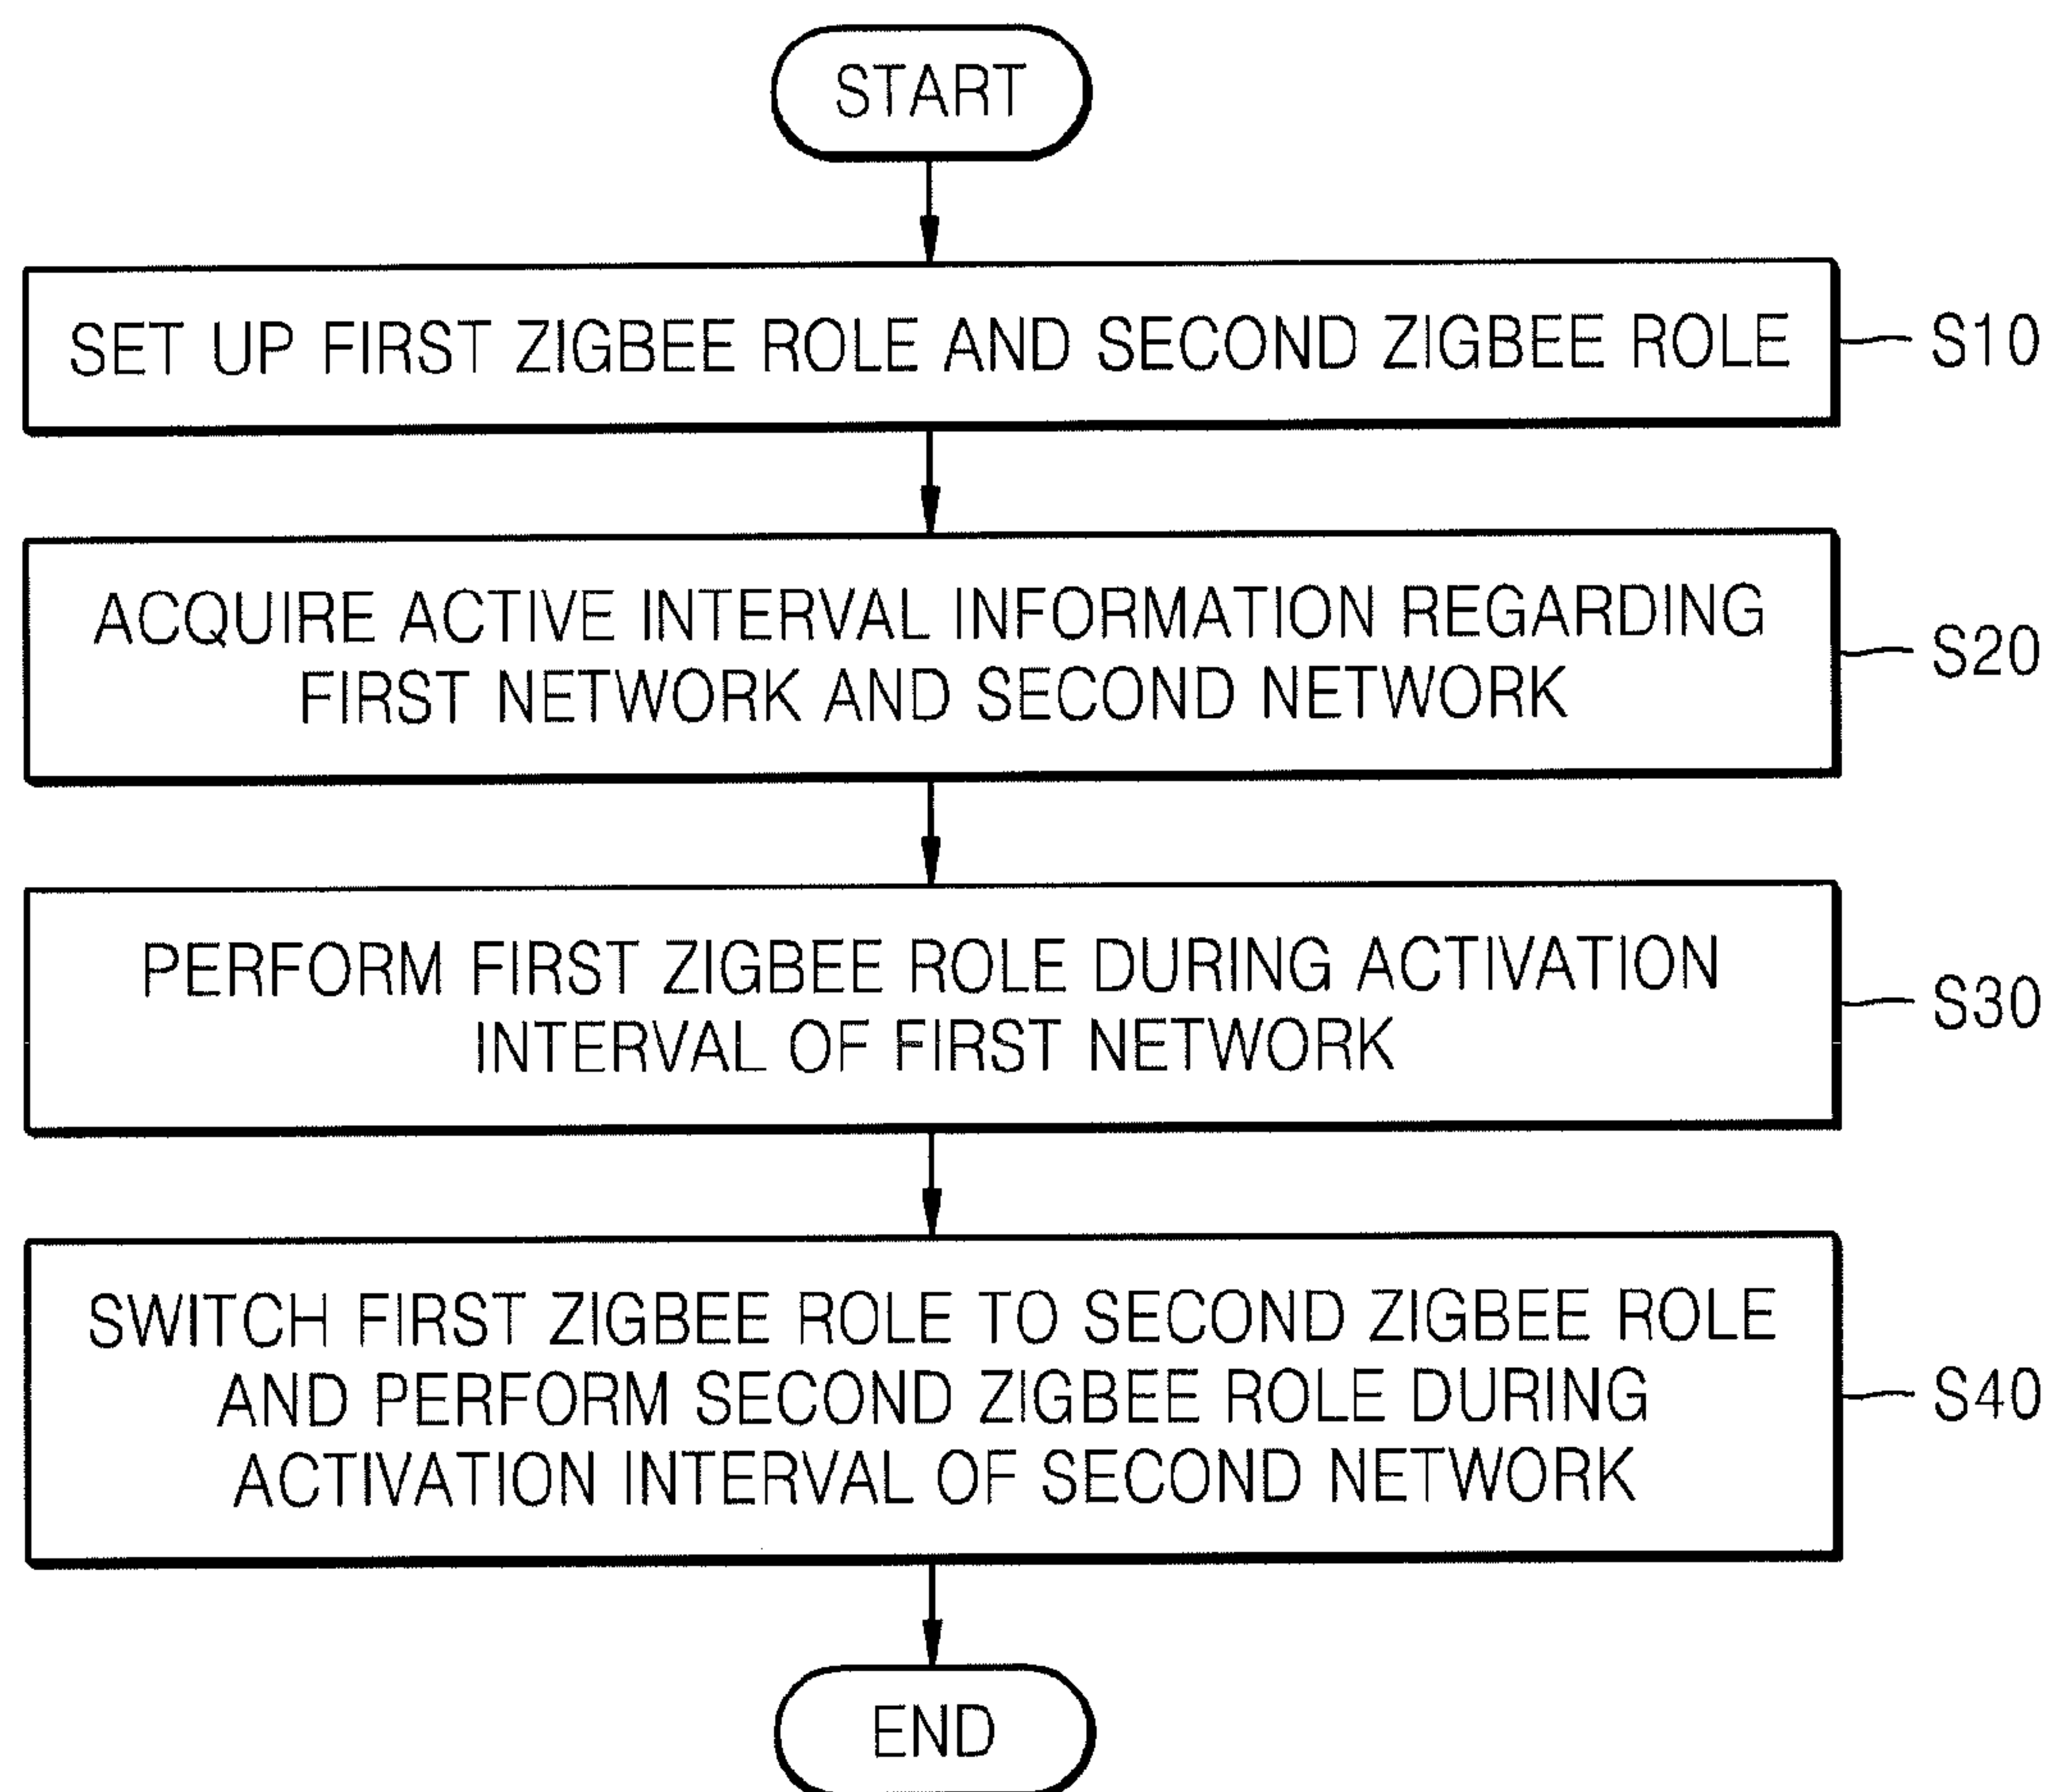 START
SET UP FIRST ZIGBEE ROLE AND SECOND ZIGBEE ROLE
S10
ACQUIRE ACTIVE INTERVAL INFORMATION REGARDING
FIRST NETWORK AND SECOND NETWORK
S20
PERFORM FIRST ZIGBEE ROLE DURING ACTIVATION
INTERVAL OF FIRST NETWORK
S30
SWITCH FIRST ZIGBEE ROLE TO SECOND ZIGBEE ROLE
AND PERFORM SECOND ZIGBEE ROLE DURING
ACTIVATION INTERVAL OF SECOND NETWORK
S40
END